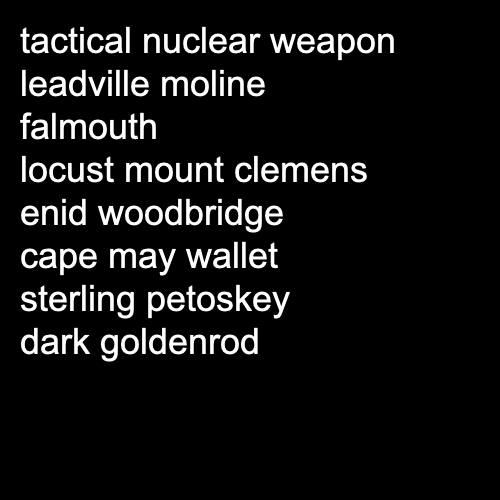 tactical nuclear weapon
leadville moline
falmouth
locust mount clemens
enid woodbridge
cape may wallet
sterling petoskey
dark goldenrod